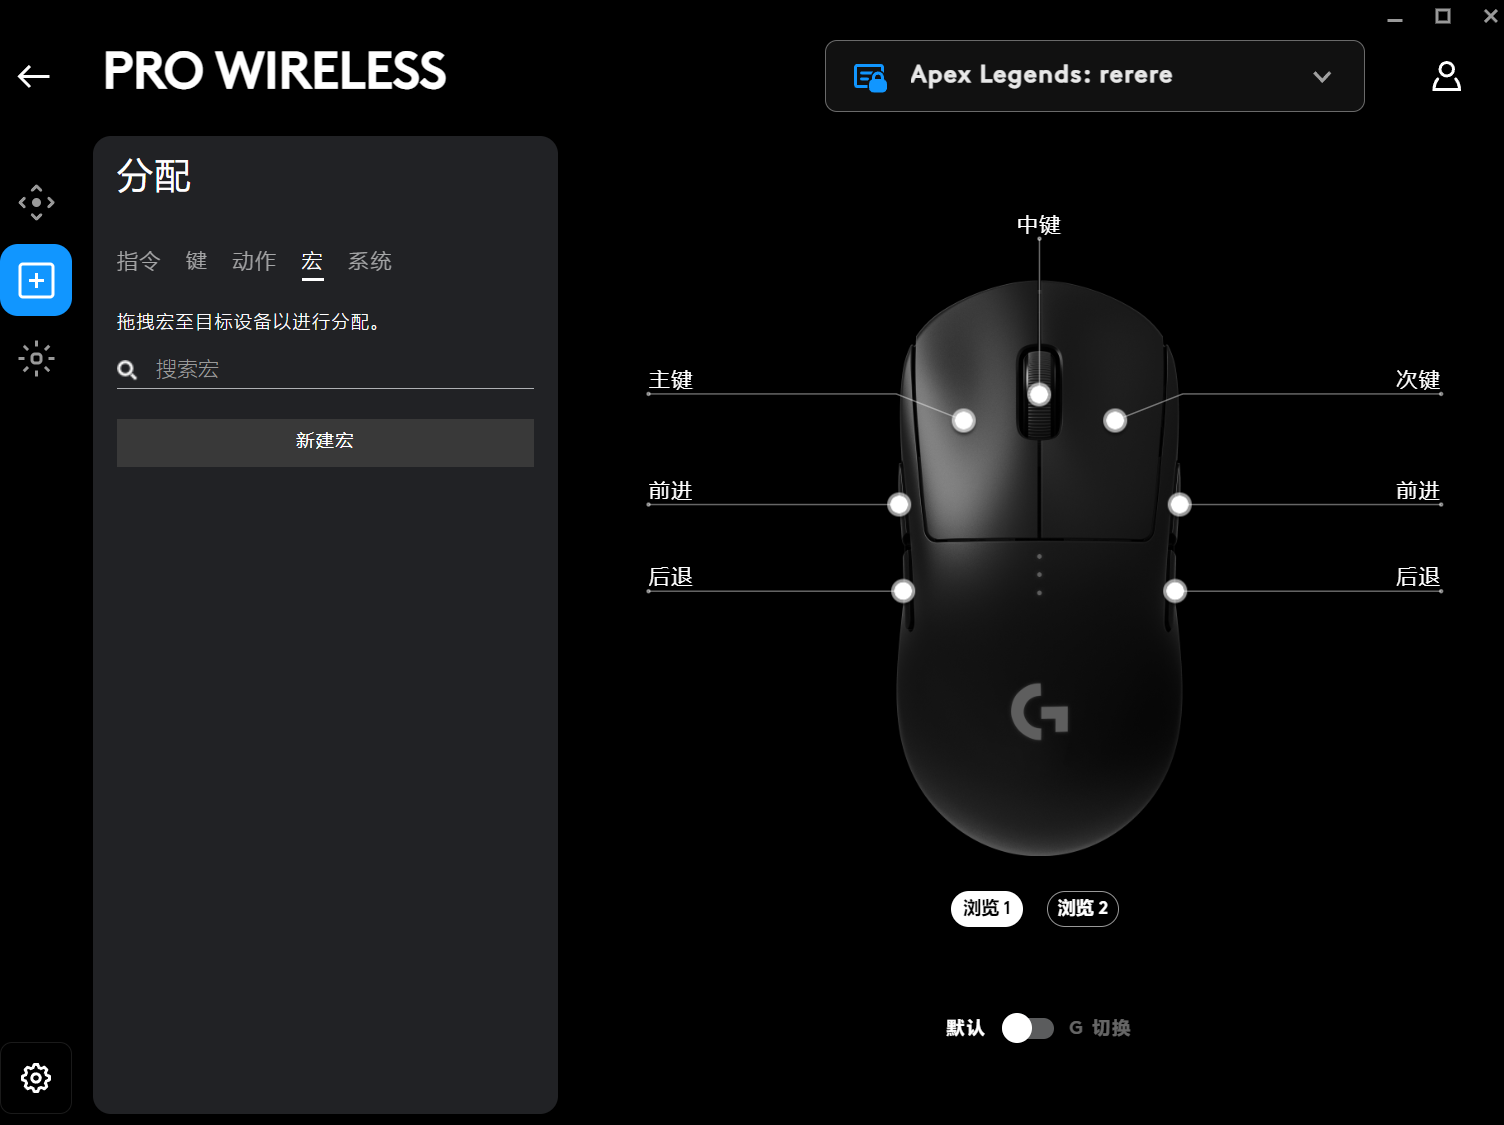 PRO WIRELESS
Apex Legends: rerere
分配
指令 键 动作 宏 系统
拖拽宏至目标设备以进行分配。
搜索宏
新建宏
中键
主键
次键
前进
前进
后退
后退
浏览 1
浏览 2
默认
G 切换